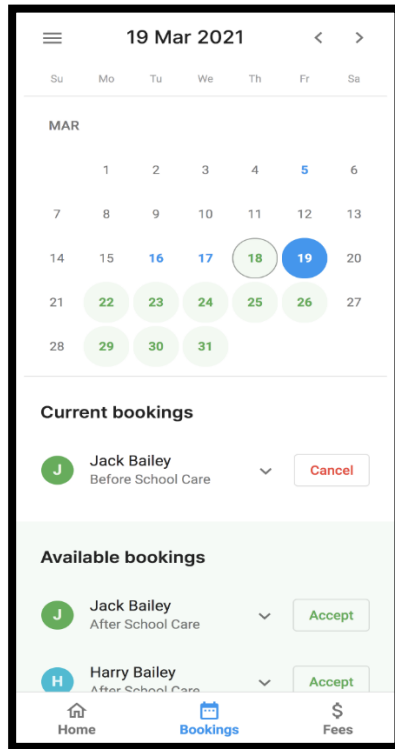 19 Mar 2021 < >
Su Mo Tu We Th Fr Sa
MAR
1 2 3 4 5 6
7 8 9 10 11 12 13
14 15 16 17 18 19 20
21 22 23 24 25 26 27
28 29 30 31
Current bookings
J Jack Bailey Cancel
Before School Care
Available bookings
J Jack Bailey Accept
After School Care
H Harry Bailey Accept
After School Care
Home Bookings $ Fees